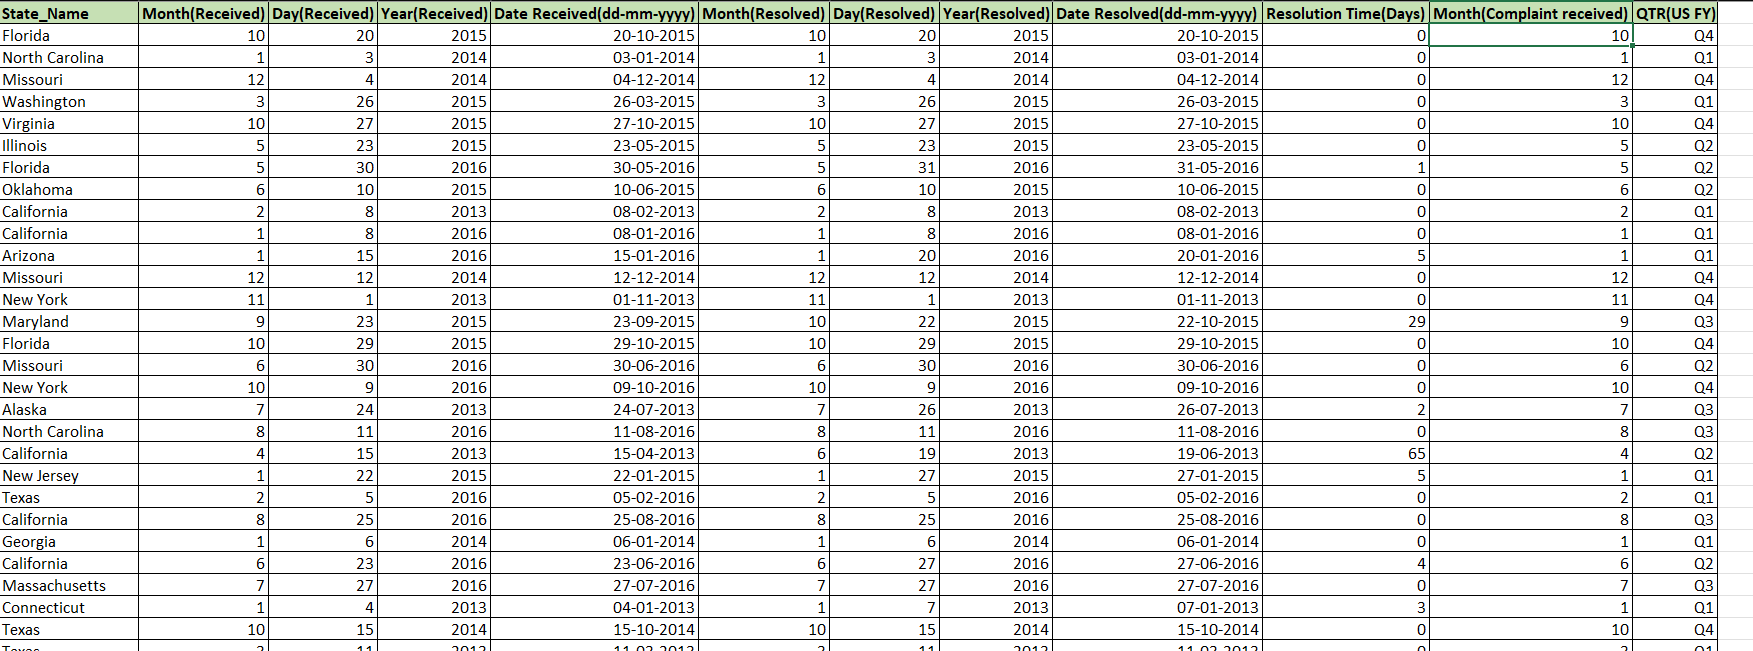 State_Name Month(Received) Day(Received) Year(Received) Date Received(dd-mm-yyyy) Month(Resolved) Day(Resolved) Year(Resolved) Date Resolved(dd-mm-yyyy) Resolution Time(Days) Month(Complaint received) QTR(US FY)
Florida 10 20 2015 20-10-2015 10 20 2015 20-10-2015 0 10 Q4
North Carolina 1 3 2014 03-01-2014 1 3 2014 03-01-2014 0 1 Q1
Missouri 12 4 2014 04-12-2014 12 4 2014 04-12-2014 0 12 Q4
Washington 3 26 2015 26-03-2015 3 26 2015 26-03-2015 0 3 Q1
Virginia 10 27 2015 27-10-2015 10 27 2015 27-10-2015 0 10 Q4
Illinois 5 23 2015 23-05-2015 5 23 2015 23-05-2015 0 5 Q2
Florida 5 30 2016 30-05-2016 5 31 2016 31-05-2016 1 5 Q2
Oklahoma 6 10 2015 10-06-2015 6 10 2015 10-06-2015 0 6 Q2
California 2 8 2013 08-02-2013 2 8 2013 08-02-2013 0 2 Q1
California 1 8 2016 08-01-2016 1 8 2016 08-01-2016 0 1 Q1
Arizona 1 15 2016 15-01-2016 1 20 2016 20-01-2016 5 1 Q1
Missouri 12 12 2014 12-12-2014 12 12 2014 12-12-2014 0 12 Q4
New York 11 1 2013 01-11-2013 11 1 2013 01-11-2013 0 11 Q4
Maryland 9 23 2015 23-09-2015 10 22 2015 22-10-2015 29 9 Q3
Florida 10 29 2015 29-10-2015 10 29 2015 29-10-2015 0 10 Q4
Missouri 6 30 2016 30-06-2016 6 30 2016 30-06-2016 0 6 Q2
New York 10 9 2016 09-10-2016 10 9 2016 09-10-2016 0 10 Q4
Alaska 7 24 2013 24-07-2013 7 26 2013 26-07-2013 2 7 Q3
North Carolina 8 11 2016 11-08-2016 8 11 2016 11-08-2016 0 8 Q3
California 4 15 2013 15-04-2013 6 19 2013 19-06-2013 65 4 Q2
New Jersey 1 22 2015 22-01-2015 1 27 2015 27-01-2015 5 1 Q1
Texas 2 5 2016 05-02-2016 2 5 2016 05-02-2016 0 2 Q1
California 8 25 2016 25-08-2016 8 25 2016 25-08-2016 0 8 Q3
Georgia 1 6 2014 06-01-2014 1 6 2014 06-01-2014 0 1 Q1
California 6 23 2016 23-06-2016 6 27 2016 27-06-2016 4 6 Q2
Massachusetts 7 27 2016 27-07-2016 7 27 2016 27-07-2016 0 7 Q3
Connecticut 1 4 2013 04-01-2013 1 7 2013 07-01-2013 3 1 Q1
Texas 10 15 2014 15-10-2014 10 15 2014 15-10-2014 0 10 Q4